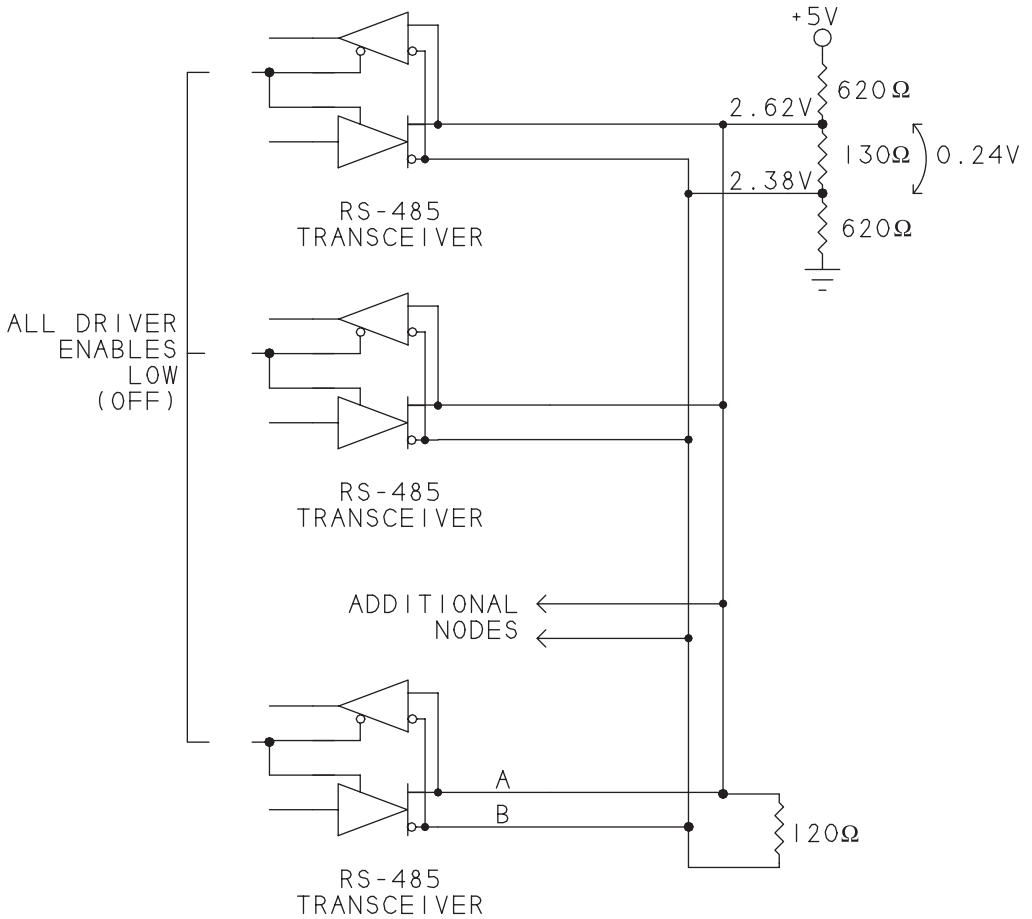 +5V
620Ω
2.62V
130Ω
0.24V
2.38V
620Ω
RS-485
TRANSCEIVER
ALL DRIVER
ENABLES
LOW
(OFF)
RS-485
TRANSCEIVER
ADDITIONAL
NODES
A
B
120Ω
RS-485
TRANSCEIVER